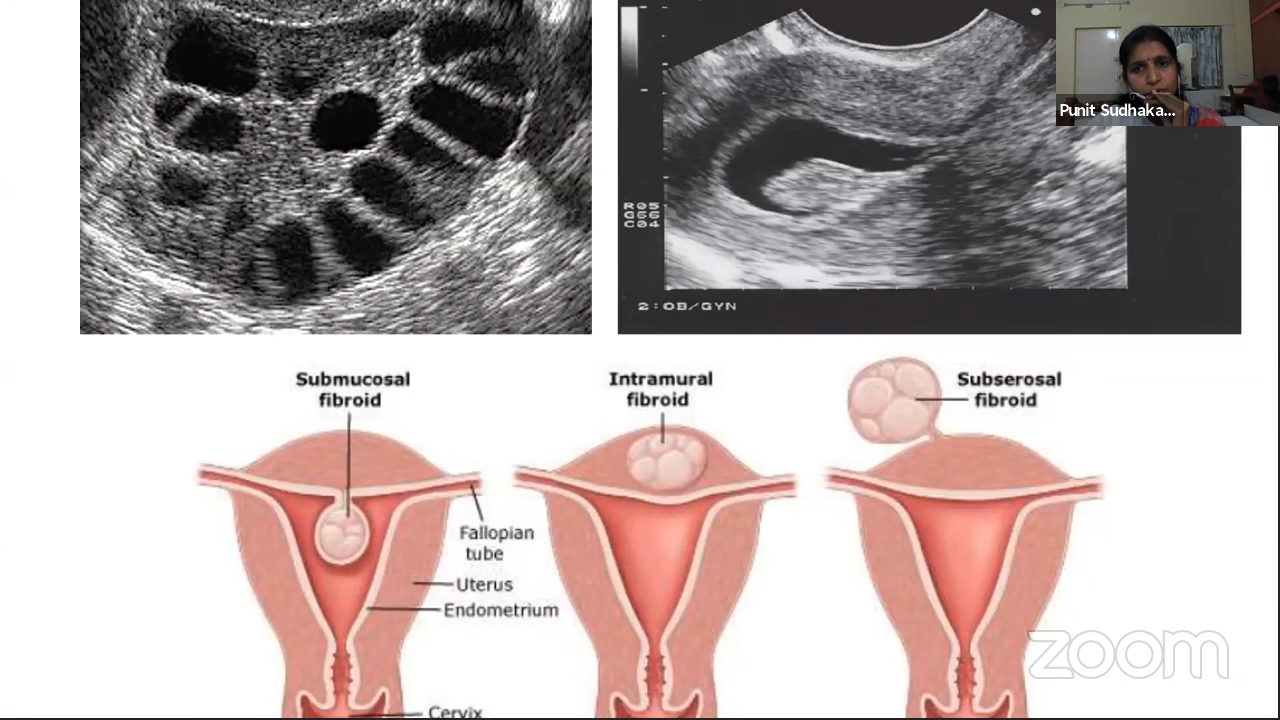 Punit Sudhaka...
R05
G66
C04
2:OB/GYN
Submucosal
fibroid
Intramural
fibroid
Subserosal
fibroid
Fallopian
tube
Uterus
Endometrium
Cervix
zoom